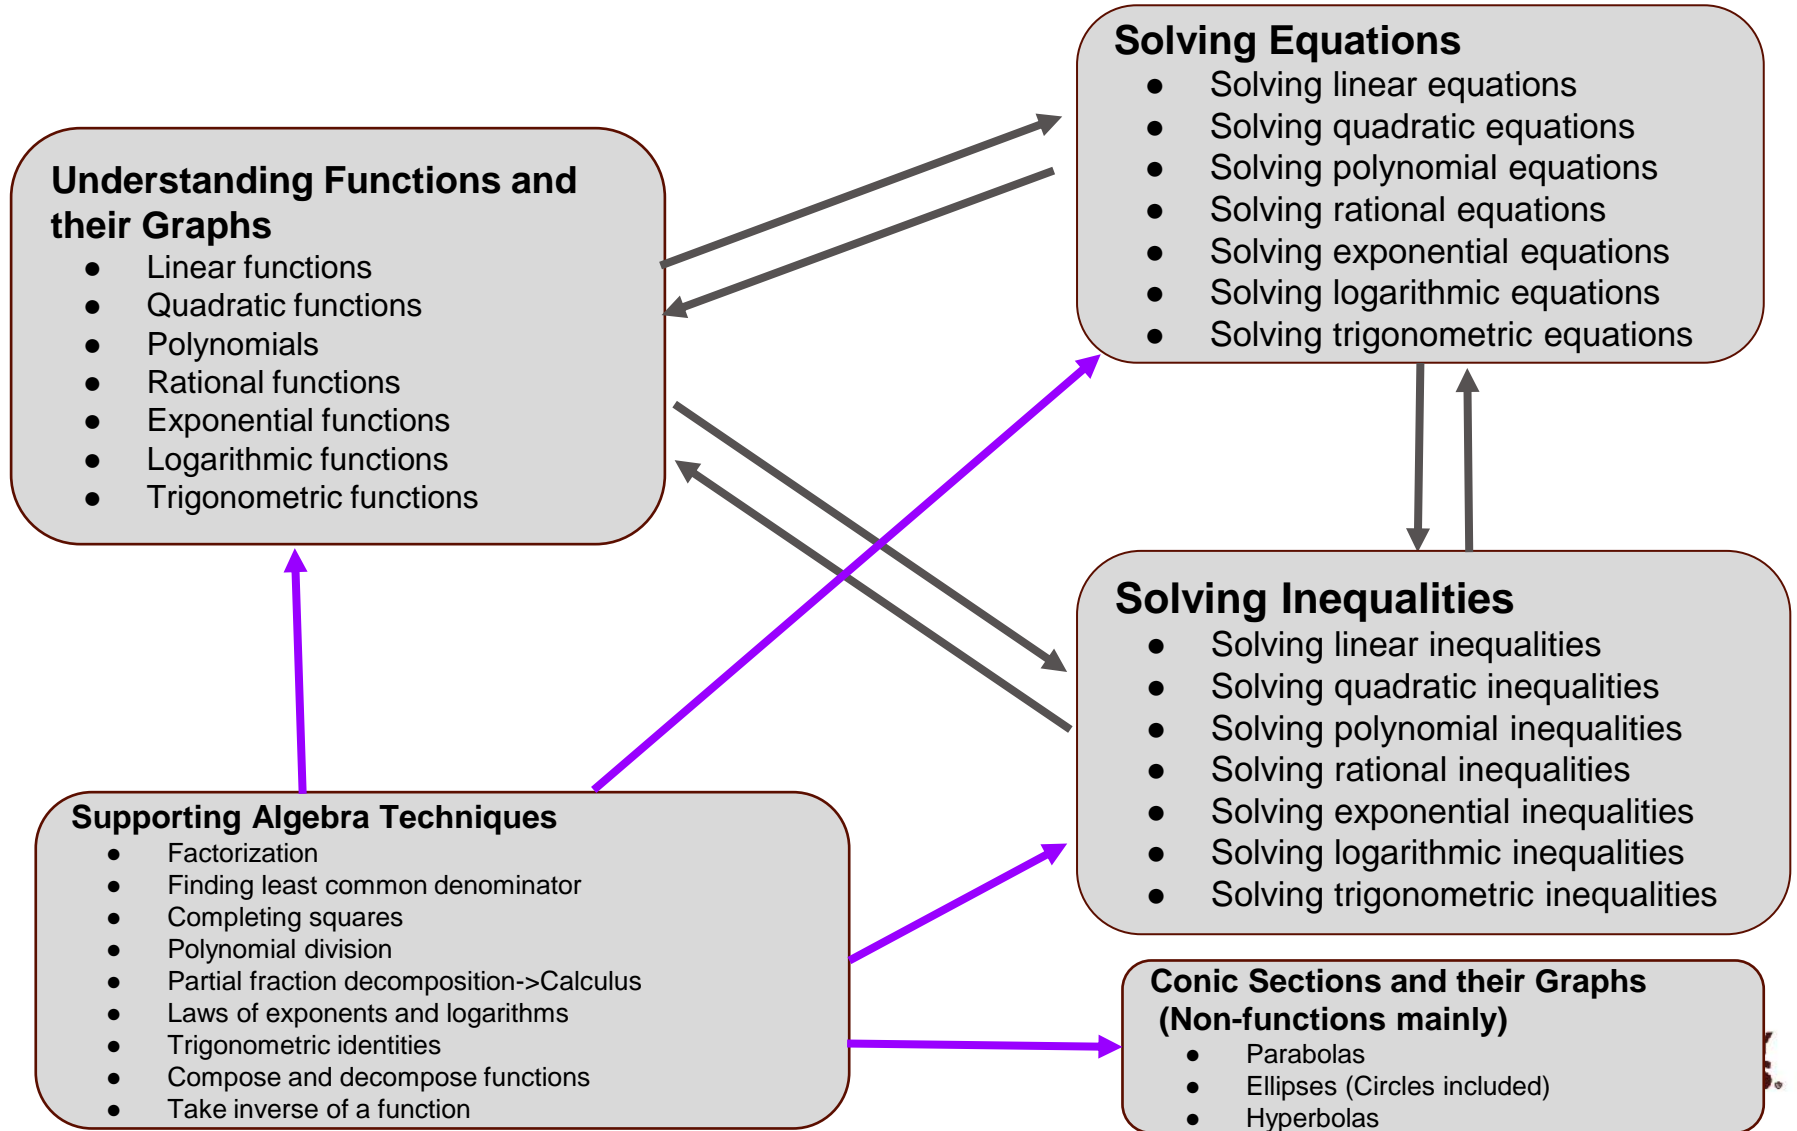 Solving Equations
● Solving linear equations
● Solving quadratic equations
● Solving polynomial equations
● Solving rational equations
● Solving exponential equations
● Solving logarithmic equations
● Solving trigonometric equations
Understanding Functions and
their Graphs
● Linear functions
● Quadratic functions
● Polynomials
● Rational functions
● Exponential functions
● Logarithmic functions
● Trigonometric functions
Solving Inequalities
● Solving linear inequalities
● Solving quadratic inequalities
● Solving polynomial inequalities
● Solving rational inequalities
● Solving exponential inequalities
● Solving logarithmic inequalities
● Solving trigonometric inequalities
Supporting Algebra Techniques
● Factorization
● Finding least common denominator
● Completing squares
● Polynomial division
● Partial fraction decomposition->Calculus
● Laws of exponents and logarithms
● Trigonometric identities
● Compose and decompose functions
● Take inverse of a function
Conic Sections and their Graphs
(Non-functions mainly)
● Parabolas
● Ellipses (Circles included)
● Hyperbolas